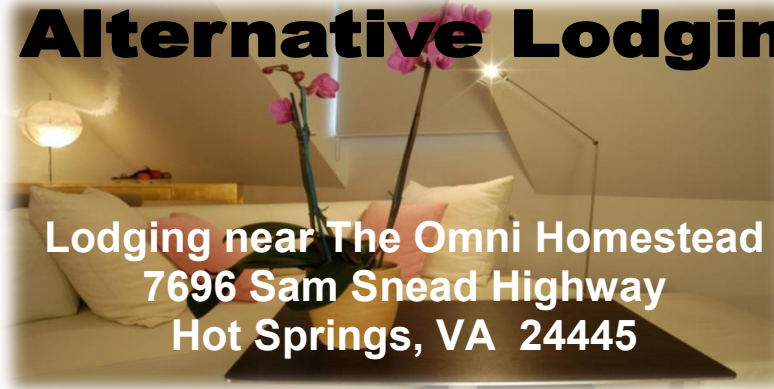 Alternative Lodgin
Lodging near The Omni Homestead
7696 Sam Snead Highway
Hot Springs, VA  24445